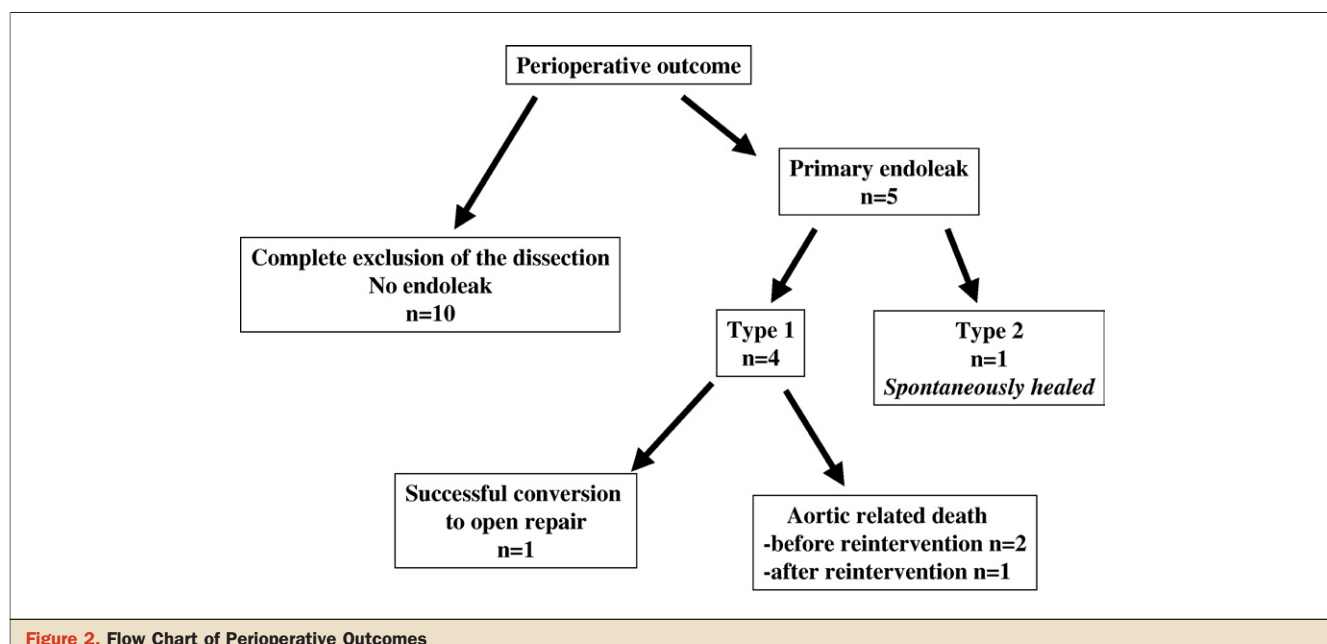 Perioperative outcome
Primary endoleak
n=5
Complete exclusion of the dissection
No endoleak
n=10
Type 1
n=4
Type 2
n=1
Spontaneously healed
Successful conversion
to open repair
n=1
Aortic related death
-before reintervention n=2
-after reintervention n=1
Figure 2. Flow Chart of Perioperative Outcomes